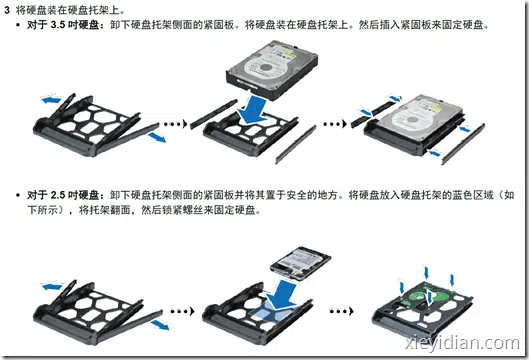 3 将硬盘装在硬盘托架上。
▪ 对于 3.5 吋硬盘：卸下硬盘托架侧面的紧固板。将硬盘装在硬盘托架上。然后插入紧固板来固定硬盘。
▪ 对于 2.5 吋硬盘：卸下硬盘托架侧面的紧固板并将其置于安全的地方。将硬盘放入硬盘托架的蓝色区域（如
下所示），将托架翻面，然后锁紧螺丝来固定硬盘。
xieyidian.com